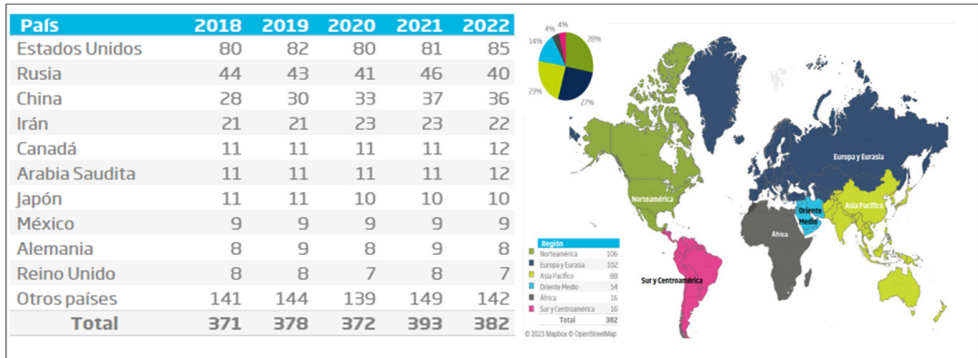 País 2018 2019 2020 2021 2022
Estados Unidos 80 82 80 81 85
Rusia 44 43 41 46 40
China 28 30 33 37 36
Irán 21 21 23 23 22
Canadá 11 11 11 11 12
Arabia Saudita 11 11 11 11 12
Japón 11 11 10 10 10
México 9 9 9 9 9
Alemania 8 9 8 9 8
Reino Unido 8 8 7 8 7
Otros países 141 144 139 149 142
Total 371 378 372 393 382
4%
4%
28%
14%
23%
27%
Europa y Eurasia
Norteamérica
Asia Pacífico
Oriente
Medio
África
Sur y Centroamérica
Región
Norteamérica 106
Europa y Eurasia 102
Asia Pacífico 88
Oriente Medio 54
África 16
Sur y Centroamérica 16
Total 382
© 2023 Mapbox © OpenStreetMap